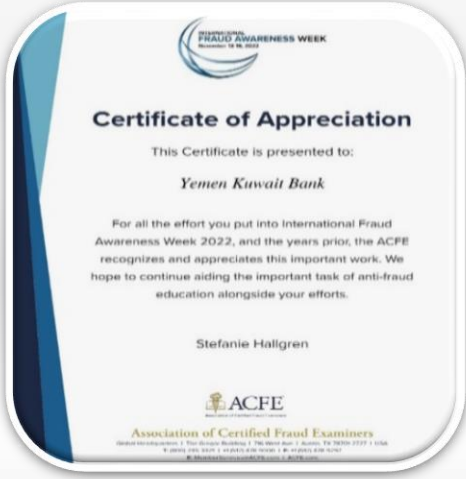 INTERNATIONAL
FRAUD AWARENESS WEEK
Certificate of Appreciation
This Certificate is presented to:
Yemen Kuwait Bank
For all the effort you put into International Fraud
Awareness Week 2022, and the years prior, the ACFE
recognizes and appreciates this important work. We
hope to continue aiding the important task of anti-fraud
education alongside your efforts.
Stefanie Hallgren
ACFE
Association of Certified Fraud Examiners